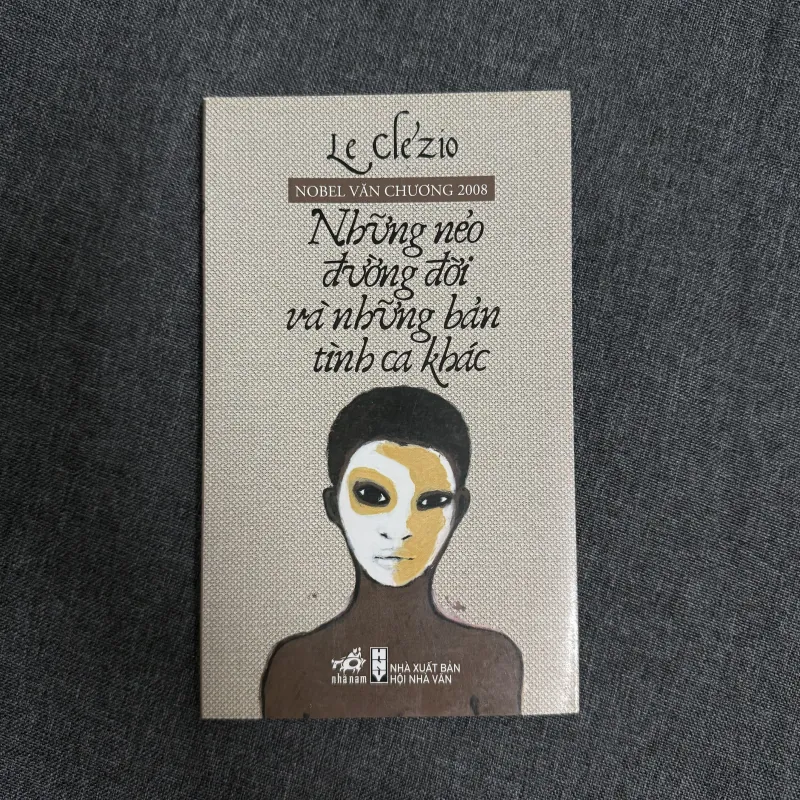 Le Clézio
NOBEL VĂN CHƯƠNG 2008
Những nẻo
đường đời
và những bản
tình ca khác
nhã nam
HNV
NHÀ XUẤT BẢN
HỘI NHÀ VĂN